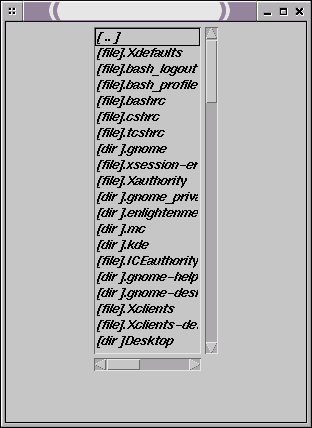 [ .. ]
[file].Xdefaults
[file].bash_logout
[file].bash_profile
[file].bashrc
[file].cshrc
[file].tcshrc
[dir ].gnome
[file].xsession-er
[file].Xauthority
[dir ].gnome_priva
[dir ].enlightenme
[dir ].mc
[dir ].kde
[file].ICEauthority
[dir ].gnome-help
[dir ].gnome-desk
[file].Xclients
[file].Xclients-de
[dir ]Desktop